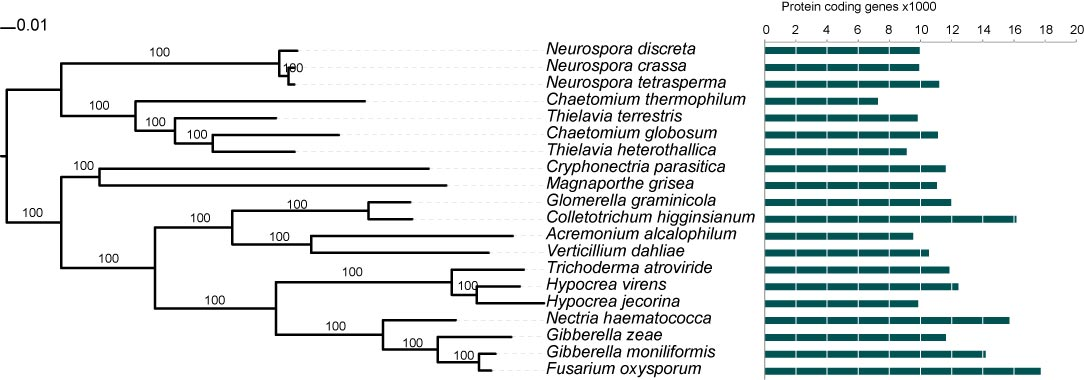 Protein coding genes x1000
0.01
0 2 4 6 8 10 12 14 16 18 20
100 Neurospora discreta
100 Neurospora crassa
Neurospora tetrasperma
100 Chaetomium thermophilum
100 Thielavia terrestris
100 Chaetomium globosum
Thielavia heterothallica
100 Cryphonectria parasitica
Magnaporthe grisea
100 Glomerella graminicola
100 100 Colletotrichum higginsianum
100 Acremonium alcalophilum
Verticillium dahliae
100 100 Trichoderma atroviride
100 Hypocrea virens
100 Hypocrea jecorina
100 Nectria haematococca
100 Gibberella zeae
100 Gibberella moniliformis
Fusarium oxysporum